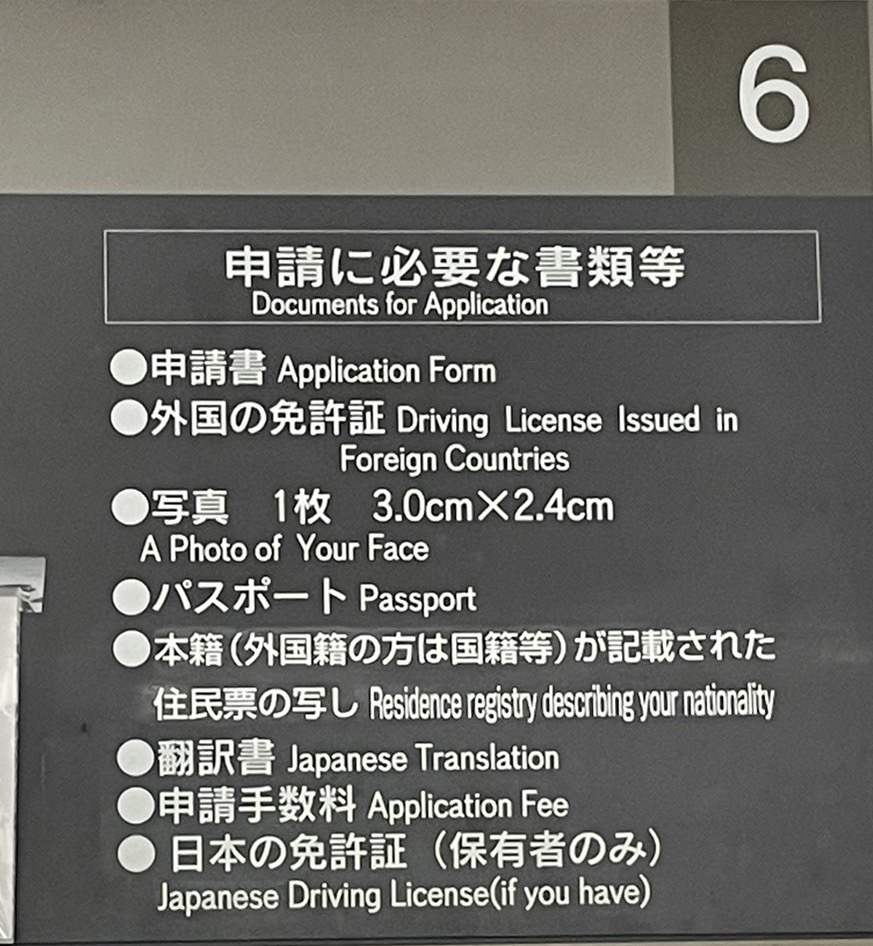 6
申請に必要な書類等
Documents for Application
●申請書 Application Form
●外国の免許証 Driving License Issued in
Foreign Countries
●写真 1枚 3.0cm×2.4cm
A Photo of Your Face
●パスポート Passport
●本籍(外国籍の方は国籍等)が記載された
住民票の写し Residence registry describing your nationality
●翻訳書 Japanese Translation
●申請手数料 Application Fee
● 日本の免許証 (保有者のみ)
Japanese Driving License(if you have)